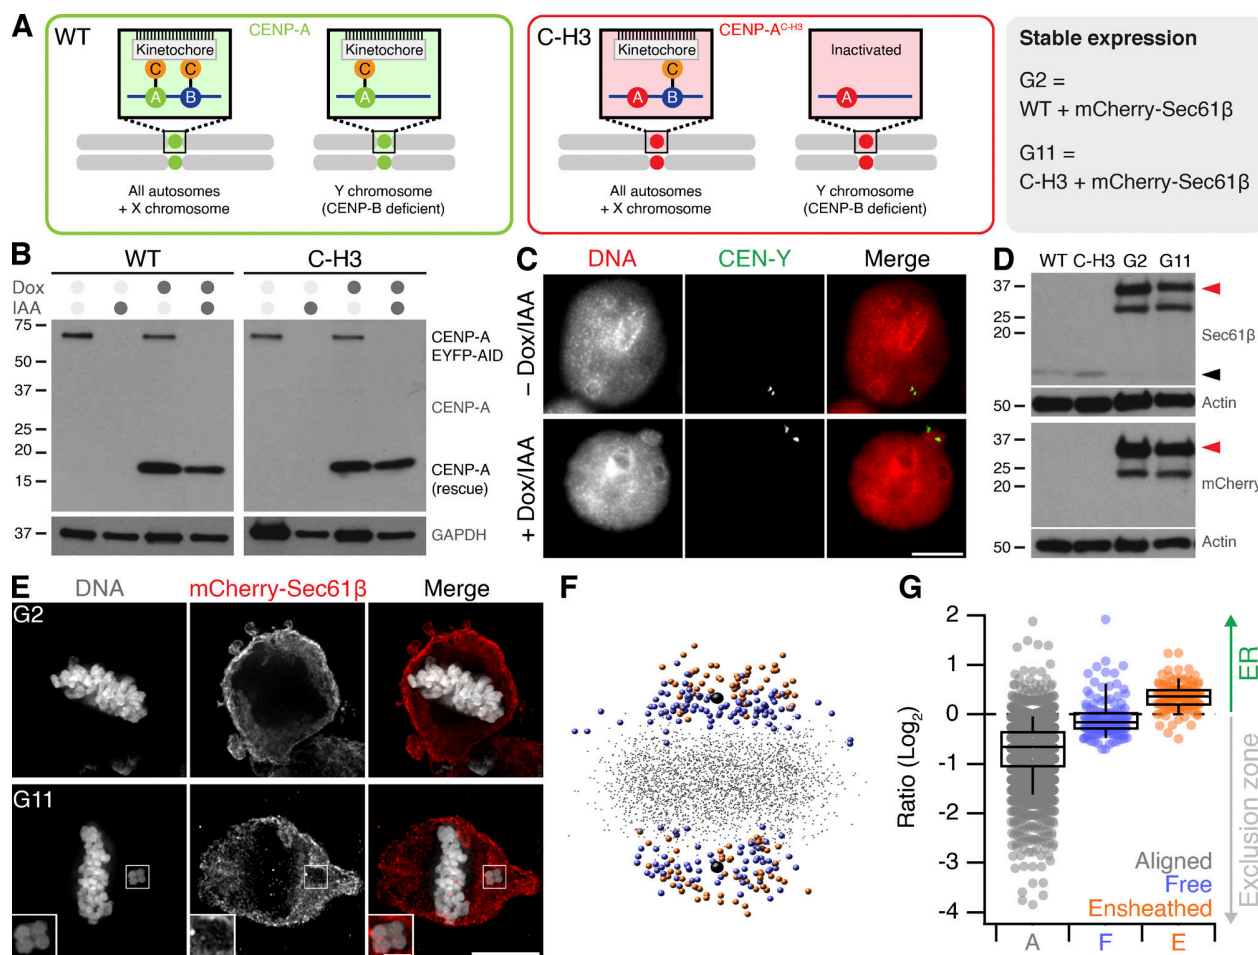 A
WT
CENP-A
Kinetochore
C
C
A
B
All autosomes
+ X chromosome
Kinetochore
C
A
Y chromosome
(CENP-B deficient)
C-H3
CENP-A^C-H3
Kinetochore
C
A
B
All autosomes
+ X chromosome
Inactivated
A
Y chromosome
(CENP-B deficient)
Stable expression
G2 =
WT + mCherry-Sec61β
G11 =
C-H3 + mCherry-Sec61β
B
WT
C-H3
Dox
IAA
75
50
37
25
20
15
37
CENP-A
EYFP-AID
CENP-A
CENP-A
(rescue)
GAPDH
C
DNA
CEN-Y
Merge
– Dox/IAA
+ Dox/IAA
D
WT C-H3 G2 G11
37
25
20
Sec61β
50
Actin
37
25
20
mCherry
50
Actin
E
DNA
mCherry-Sec61β
Merge
G2
G11
F
G
Ratio (Log2)
2
1
0
-1
-2
-3
-4
Aligned
Free
Ensheathed
A
F
E
ER
Exclusion zone